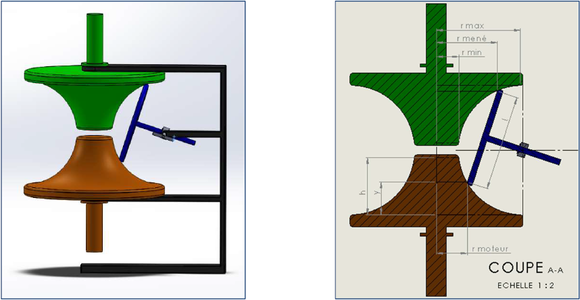 r max
r mené
r min
l
h
y
r moteur
COUPE A-A
ECHELLE 1 : 2